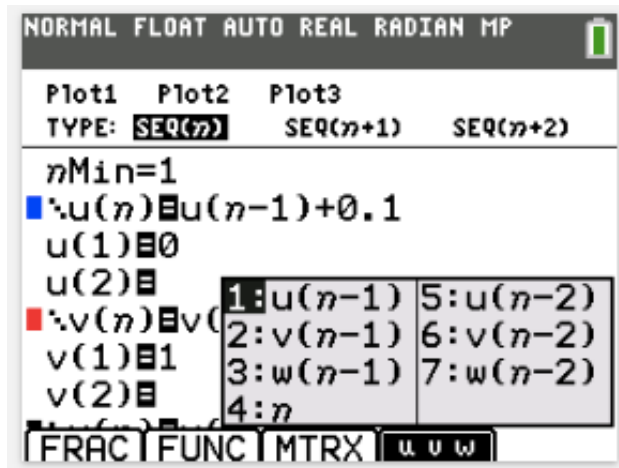 NORMAL FLOAT AUTO REAL RADIAN MP
Plot1 Plot2 Plot3
TYPE: SEQ(n) SEQ(n+1) SEQ(n+2)
nMin=1
u(n)=u(n-1)+0.1
u(1)=0
u(2)=
v(n)=v(
v(1)=1
v(2)=
1:u(n-1) 5:u(n-2)
2:v(n-1) 6:v(n-2)
3:w(n-1) 7:w(n-2)
4:n
FRAC FUNC MTRX u v w